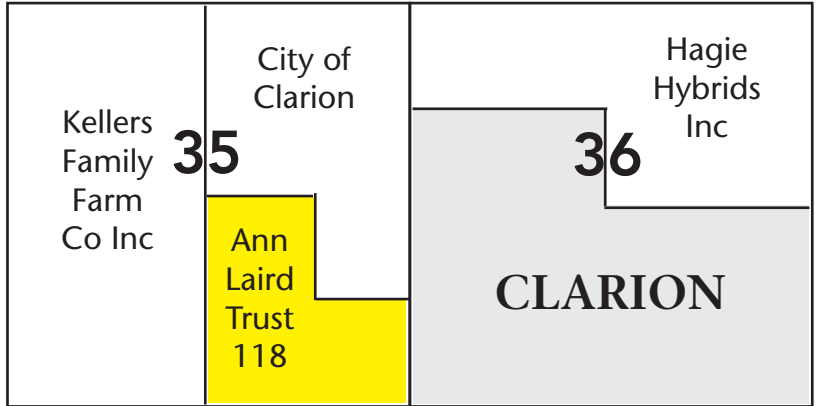 Kellers
Family
Farm
Co Inc
35
City of
Clarion
Ann
Laird
Trust
118
36
Hagie
Hybrids
Inc
CLARION